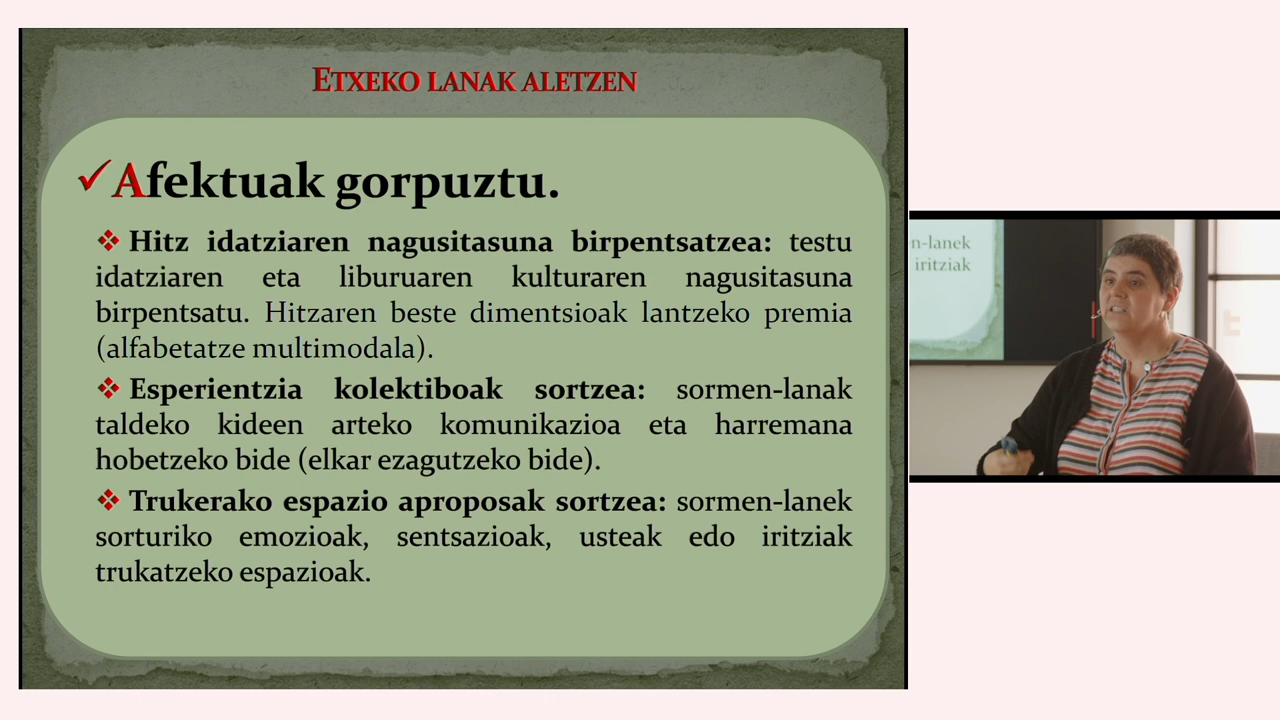 ETXEKO LANAK ALETZEN
Afektuak gorpuztu.
Hitz idatziaren nagusitasuna birpentsatzea: testu
idatziaren eta liburuaren kulturaren nagusitasuna
birpentsatu. Hitzaren beste dimentsioak lantzeko premia
(alfabetatze multimodala).
Esperientzia kolektiboak sortzea: sormen-lanak
taldeko kideen arteko komunikazioa eta harremana
hobetzeko bide (elkar ezagutzeko bide).
Trukerako espazio aproposak sortzea: sormen-lanek
sorturiko emozioak, sentsazioak, usteak edo iritziak
trukatzeko espazioak.
n-lanek
iritziak